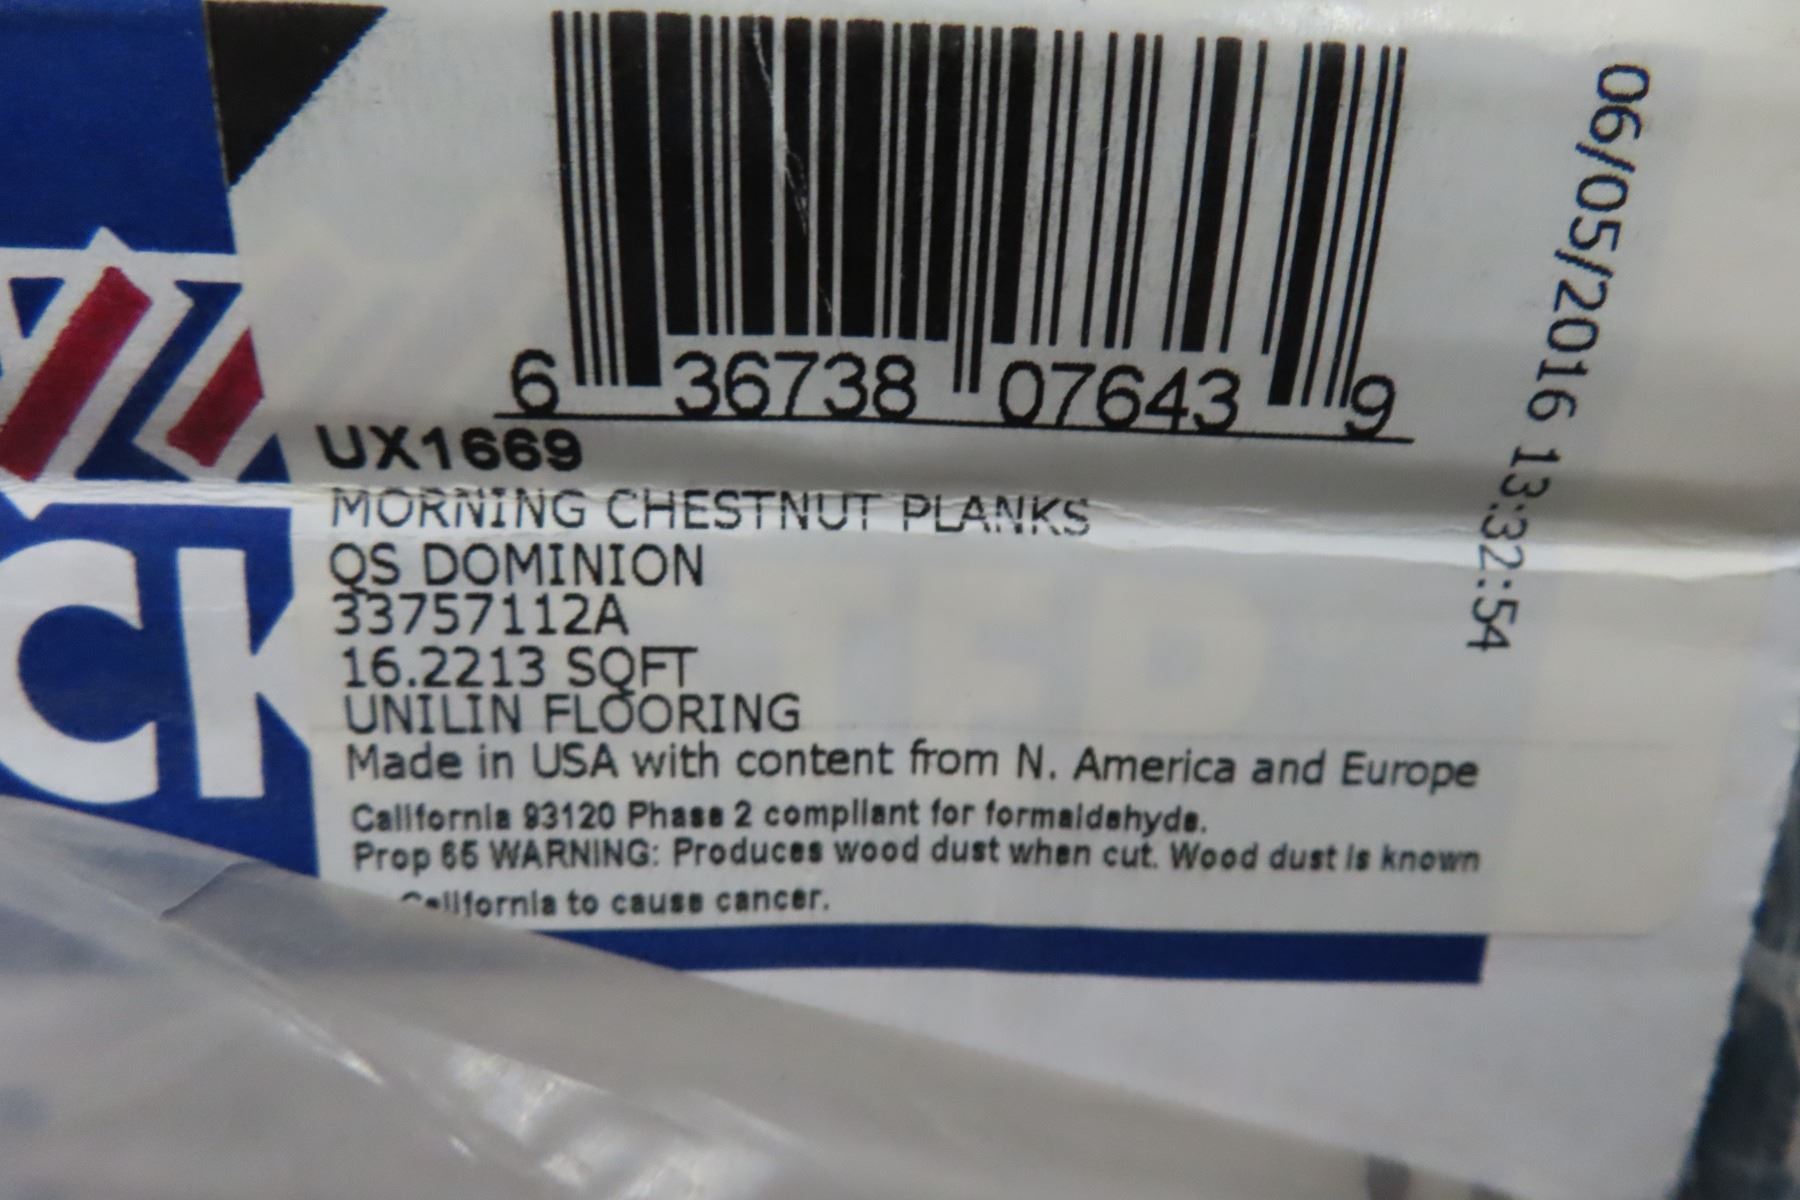 6 36738 07643 9
06/05/2016 13:32:54
UX1669
MORNING CHESTNUT PLANKS
QS DOMINION
33757112A
16.2213 SQFT
UNILIN FLOORING
Made in USA with content from N. America and Europe
California 93120 Phase 2 compliant for formaldehyde.
Prop 65 WARNING: Produces wood dust when cut. Wood dust is known
California to cause cancer.
CK